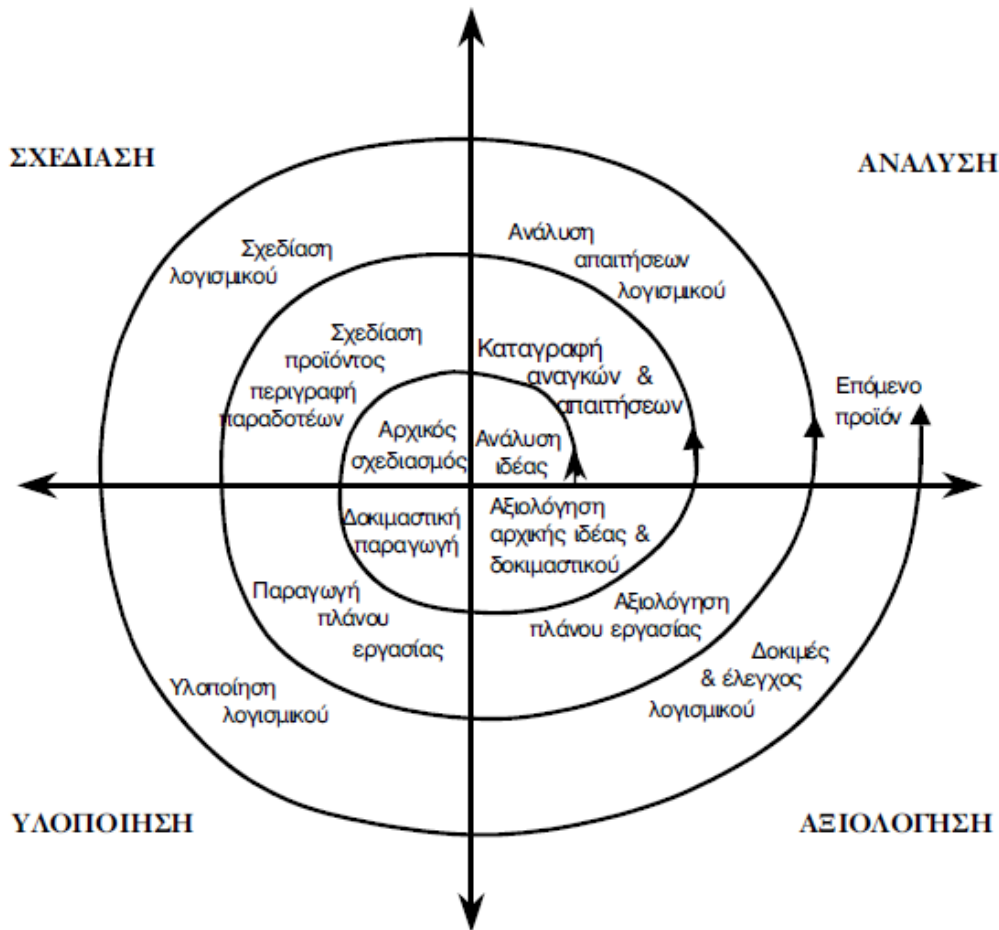 ΣΧΕΔΙΑΣΗ
ΑΝΑΛΥΣΗ
Σχεδίαση
λογισμικού
Ανάλυση
απαιτήσεων
λογισμικού
Σχεδίαση
προϊόντος
περιγραφή
παραδοτέων
Καταγραφή
αναγκών &
απαιτήσεων
Επόμενο
προϊόν
Αρχικός
σχεδιασμός
Ανάλυση
ιδέας
Δοκιμαστική
παραγωγή
Αξιολόγηση
αρχικής ιδέας &
δοκιμαστικού
Παραγωγή
πλάνου
εργασίας
Αξιολόγηση
πλάνου εργασίας
Υλοποίηση
λογισμικού
Δοκιμές
& έλεγχος
λογισμικού
ΥΛΟΠΟΙΗΣΗ
ΑΞΙΟΛΟΓΗΣΗ